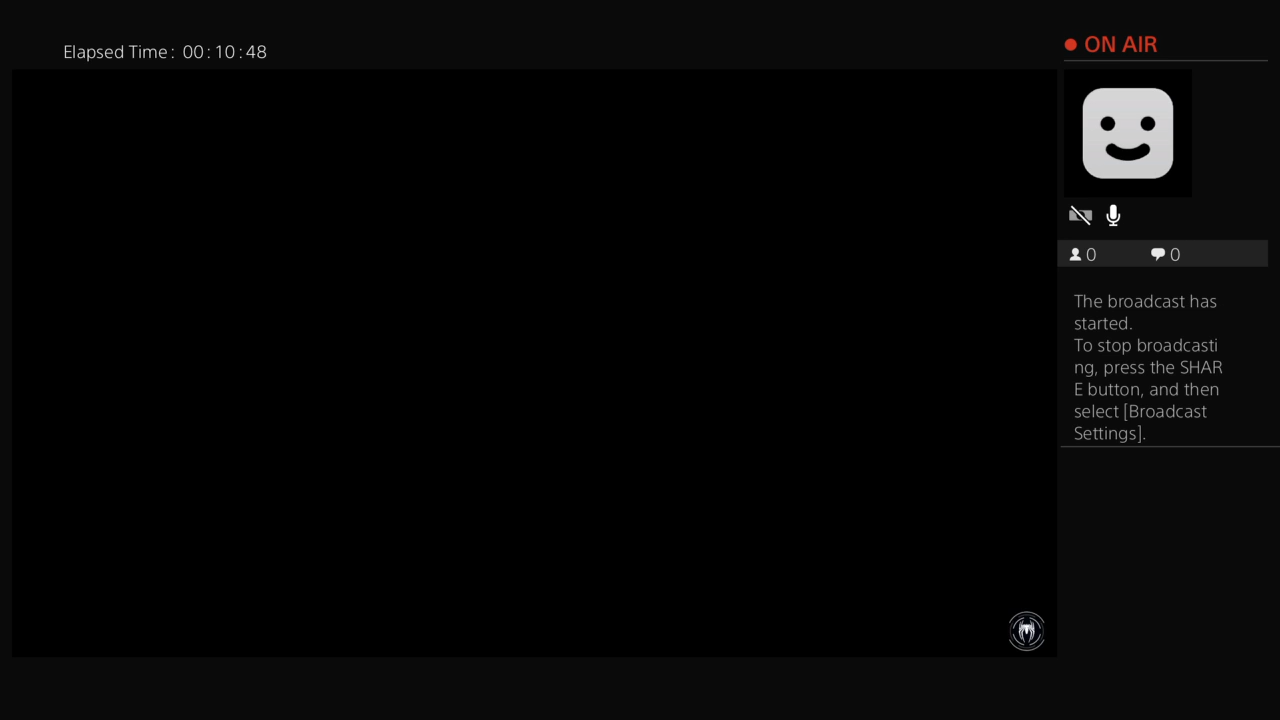 Elapsed Time: 00:10:48
ON AIR
0 0
The broadcast has
started.
To stop broadcasti
ng, press the SHAR
E button, and then
select [Broadcast
Settings].